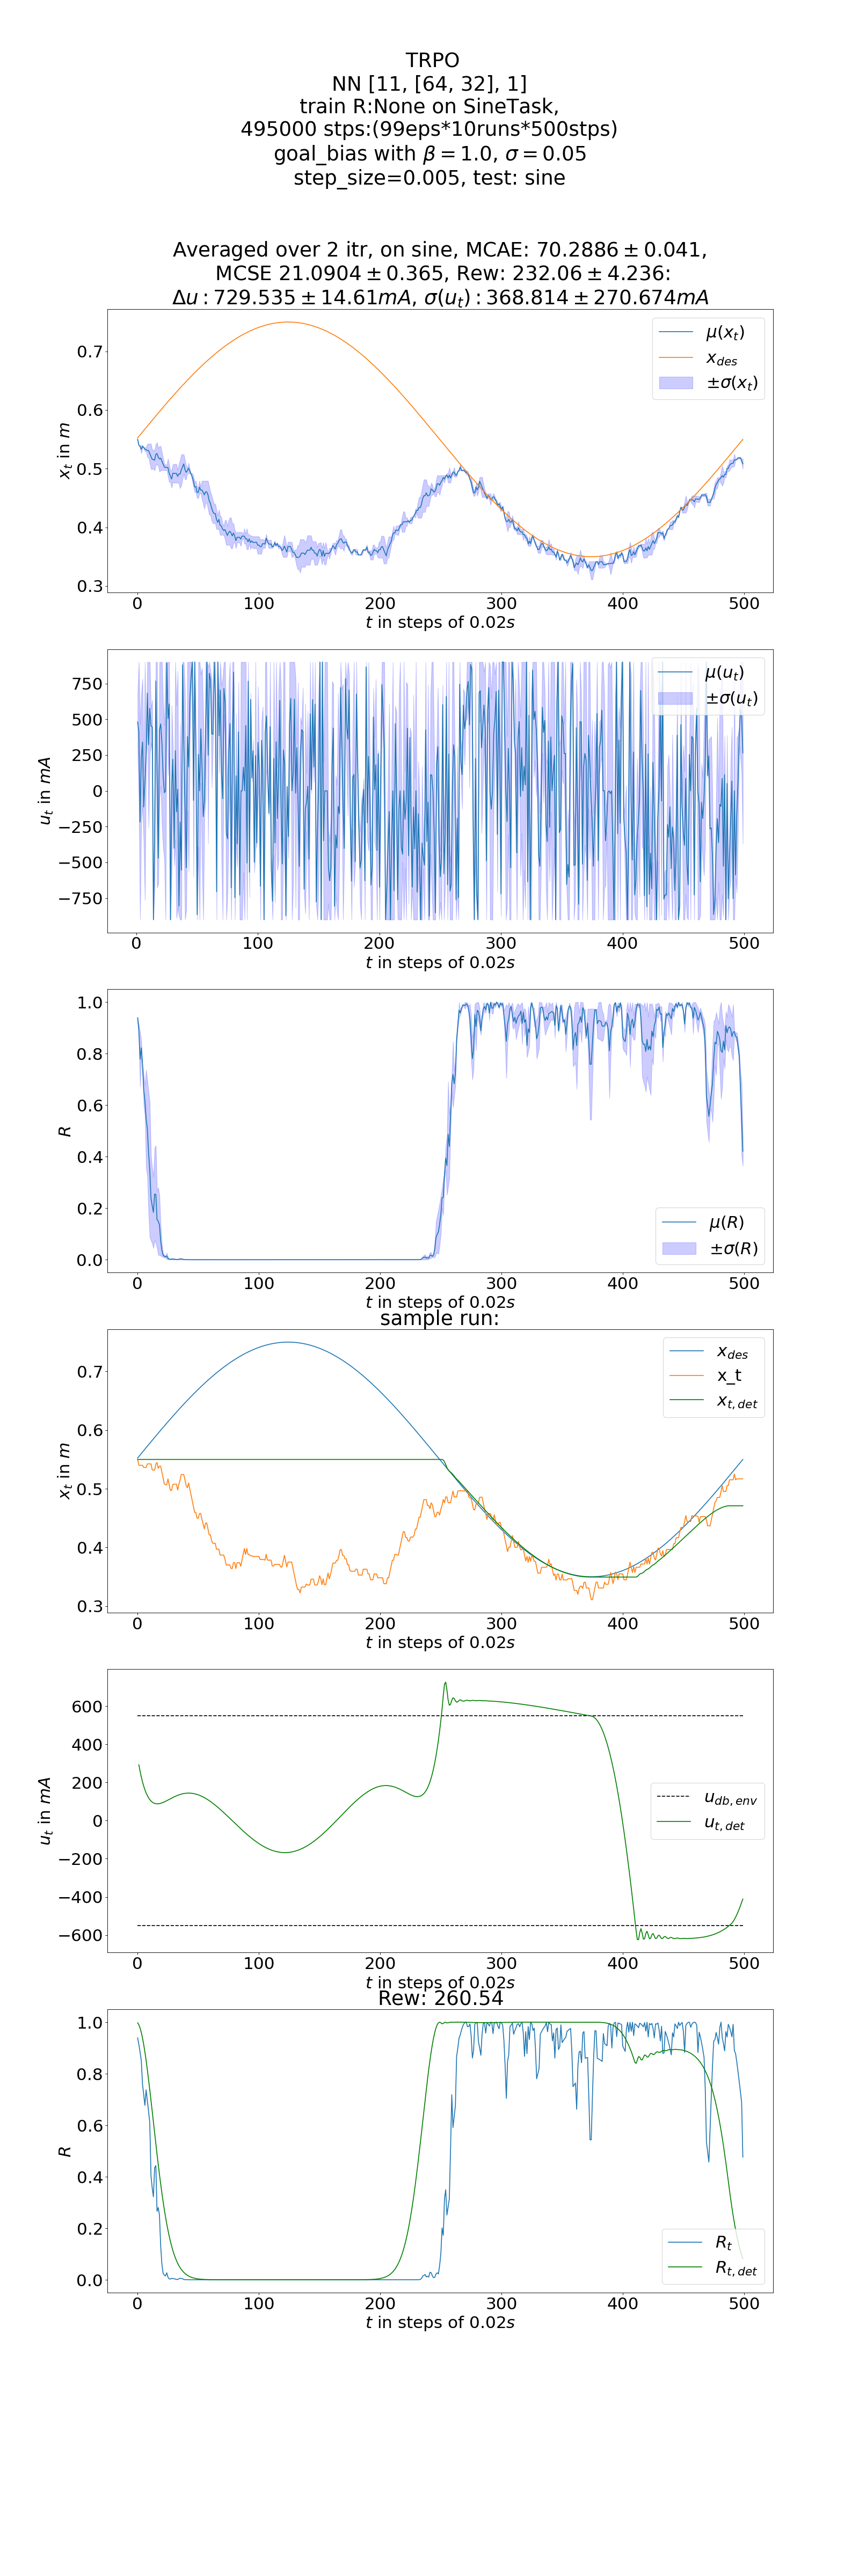 TRPO
NN [11, [64, 32], 1]
train R:None on SineTask,
495000 stps:(99eps*10runs*500stps)
goal_bias with β = 1.0, σ = 0.05
step_size=0.005, test: sine
Averaged over 2 itr, on sine, MCAE: 70.2886 ± 0.041,
MCSE 21.0904 ± 0.365, Rew: 232.06 ± 4.236:
Δu : 729.535 ± 14.61mA, σ(u_t) : 368.814 ± 270.674mA
μ(x_t)
x_des
±σ(x_t)
0.7
0.6
0.5
0.4
0.3
x_t in m
0 100 200 300 400 500
t in steps of 0.02s
μ(u_t)
±σ(u_t)
750
500
250
0
−250
−500
−750
u_t in mA
0 100 200 300 400 500
t in steps of 0.02s
1.0
0.8
0.6
0.4
0.2
0.0
R
μ(R)
±σ(R)
0 100 200 300 400 500
t in steps of 0.02s
sample run:
x_des
x_t
x_t,det
0.7
0.6
0.5
0.4
0.3
x_t in m
0 100 200 300 400 500
t in steps of 0.02s
600
400
200
0
−200
−400
−600
u_t in mA
u_db,env
u_t,det
0 100 200 300 400 500
t in steps of 0.02s
Rew: 260.54
1.0
0.8
0.6
0.4
0.2
0.0
R
R_t
R_t,det
0 100 200 300 400 500
t in steps of 0.02s